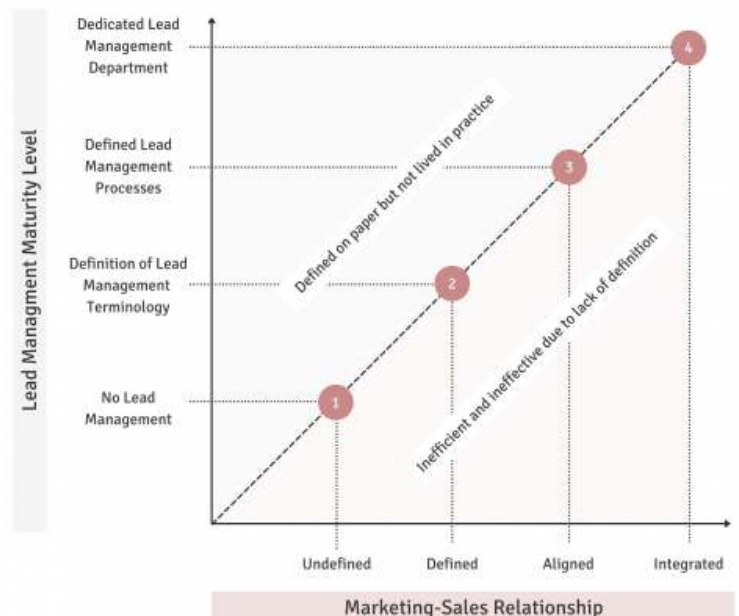 Dedicated Lead
Management
Department
Defined Lead
Management
Processes
Definition of Lead
Management
Terminology
No Lead
Management
Lead Managment Maturity Level
4
3
2
1
Defined on paper but not lived in practice
Inefficient and ineffective due to lack of definition
Undefined
Defined
Aligned
Integrated
Marketing-Sales Relationship